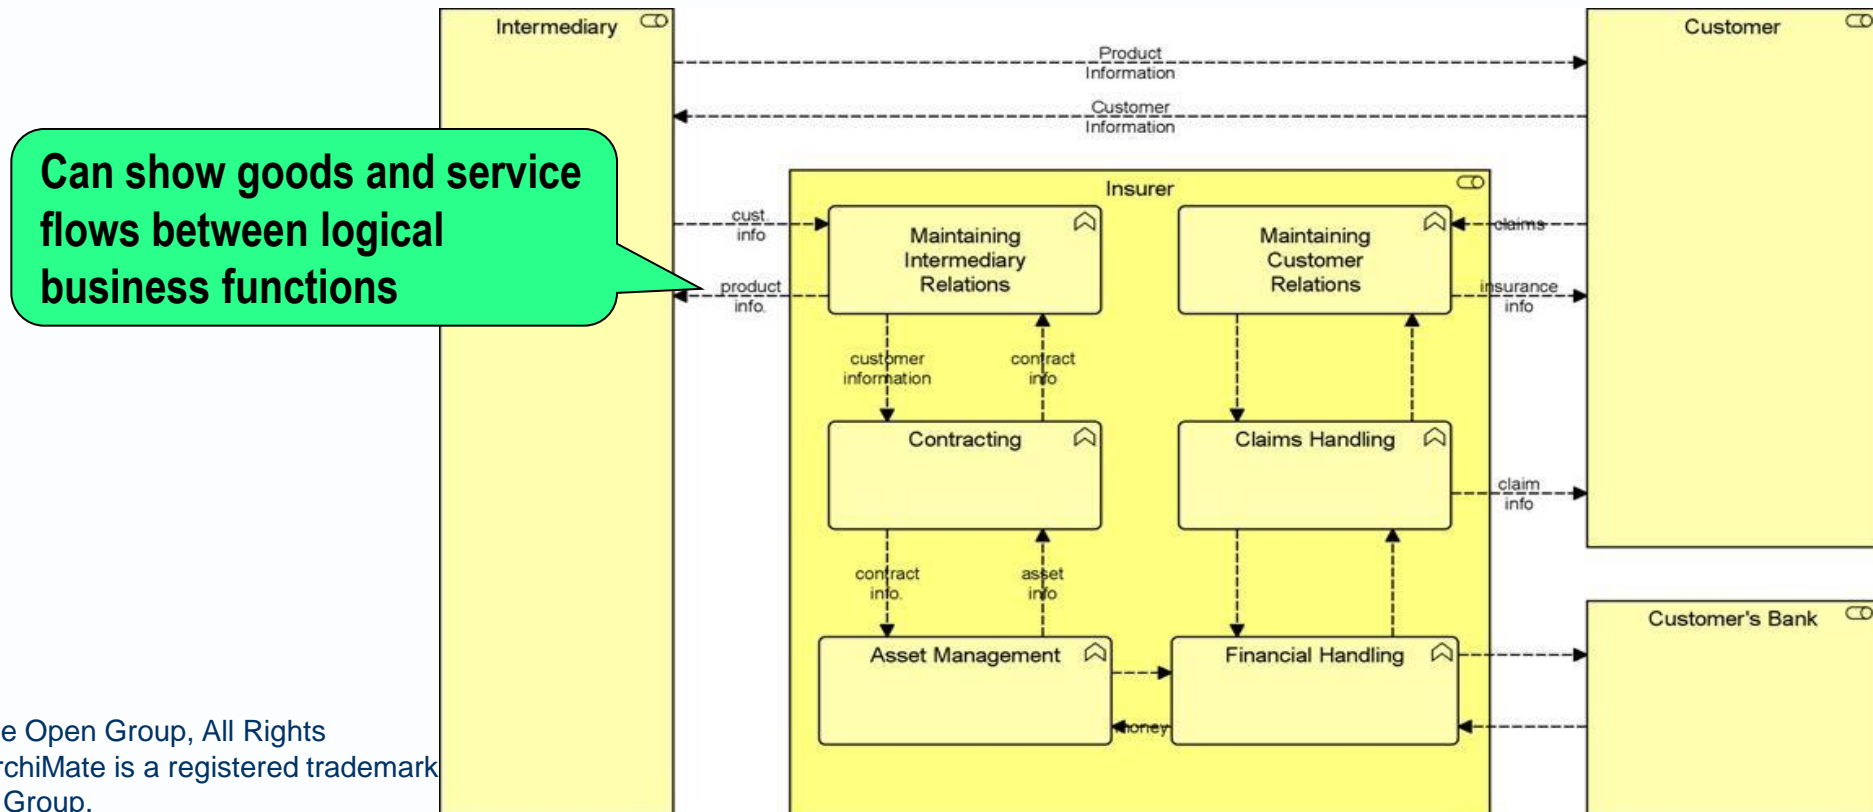 Intermediary
Customer
Product
Information
Customer
Information
Can show goods and service
flows between logical
business functions
Insurer
cust.
info
product
info.
Maintaining
Intermediary
Relations
Maintaining
Customer
Relations
claims
insurance
info
customer
information
contract
info
Contracting
Claims Handling
claim
info
contract
info.
asset
info
Asset Management
Financial Handling
money
Customer's Bank
e Open Group, All Rights
rchiMate is a registered trademark
Group.